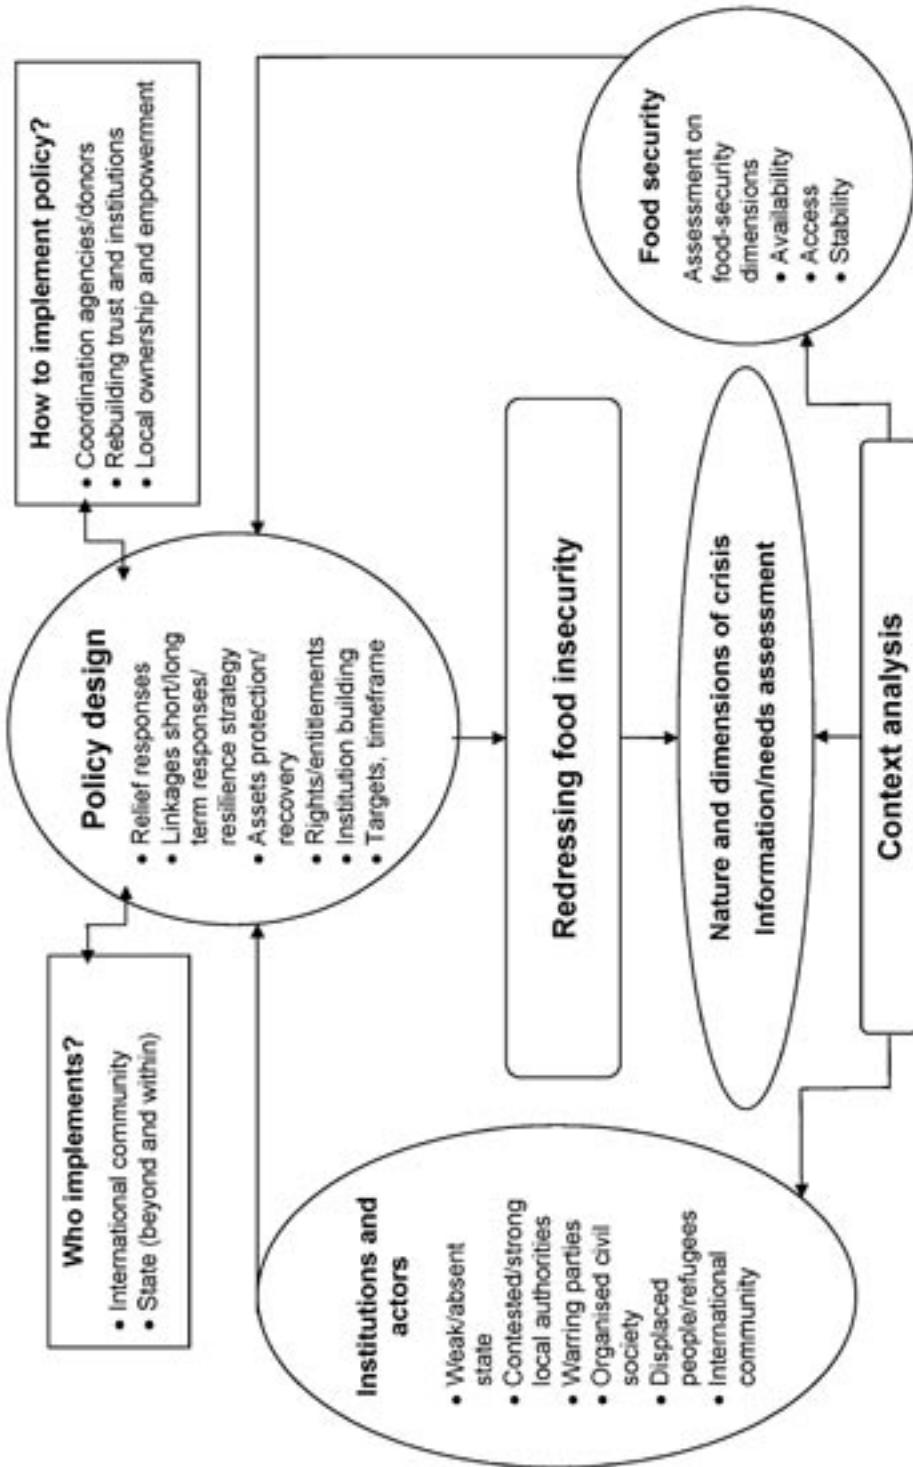 Who implements?
• International community
• State (beyond and within)
Policy design
• Relief responses
• Linkages short/long
term responses/
resilience strategy
• Assets protection/
recovery
• Rights/entitlements
• Institution building
• Targets, timeframe
How to implement policy?
• Coordination agencies/donors
• Rebuilding trust and institutions
• Local ownership and empowerment
Institutions and
actors
• Weak/absent
state
• Contested/strong
local authorities
• Warring parties
• Organised civil
society
• Displaced
people/refugees
• International
community
Redressing food insecurity
Nature and dimensions of crisis
Information/needs assessment
Food security
Assessment on
food-security
dimensions
• Availability
• Access
• Stability
Context analysis